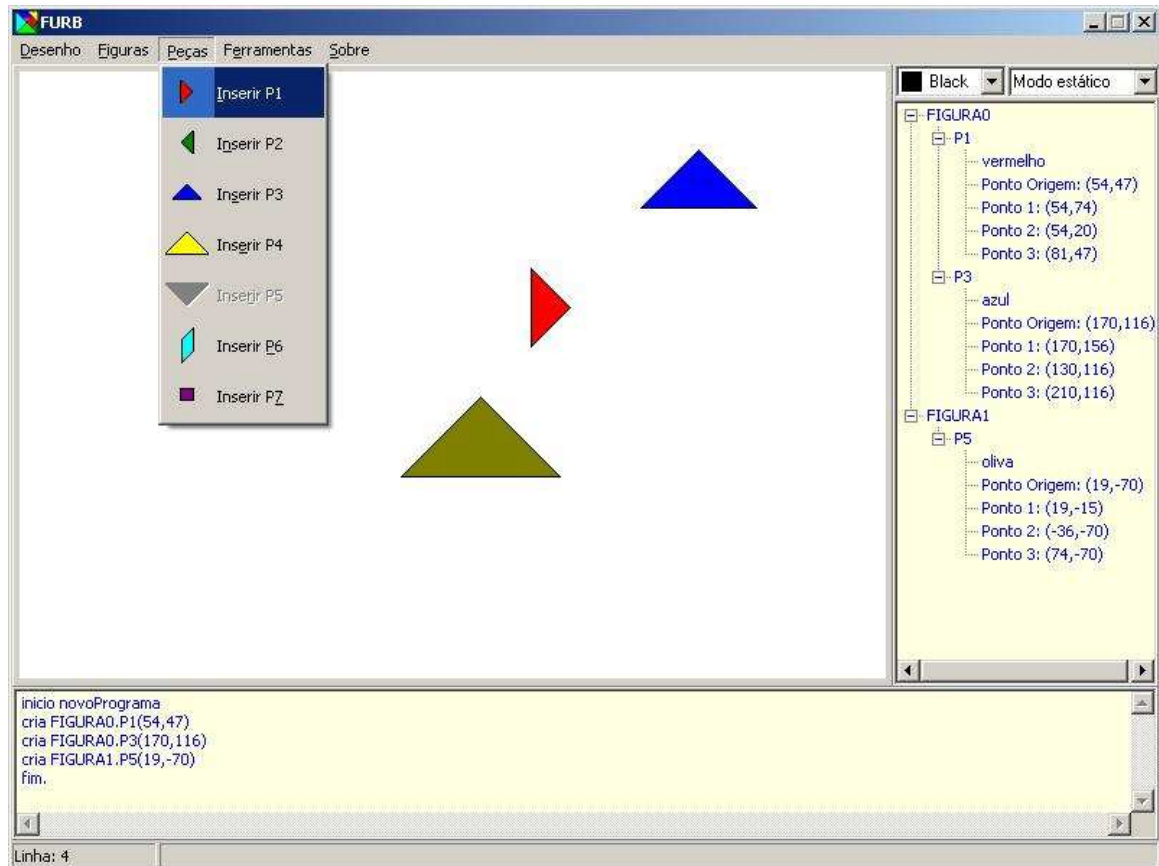 FURB
Desenho Figuras Peças Ferramentas Sobre
Inserir P1
Inserir P2
Inserir P3
Inserir P4
Inserir P5
Inserir P6
Inserir P7
Black Modo estático
FIGURA0
P1
vermelho
Ponto Origem: (54,47)
Ponto 1: (54,74)
Ponto 2: (54,20)
Ponto 3: (81,47)
P3
azul
Ponto Origem: (170,116)
Ponto 1: (170,156)
Ponto 2: (130,116)
Ponto 3: (210,116)
FIGURA1
P5
oliva
Ponto Origem: (19,-70)
Ponto 1: (19,-15)
Ponto 2: (-36,-70)
Ponto 3: (74,-70)
inicio novoPrograma
cria FIGURA0.P1(54,47)
cria FIGURA0.P3(170,116)
cria FIGURA1.P5(19,-70)
fim.
Linha: 4